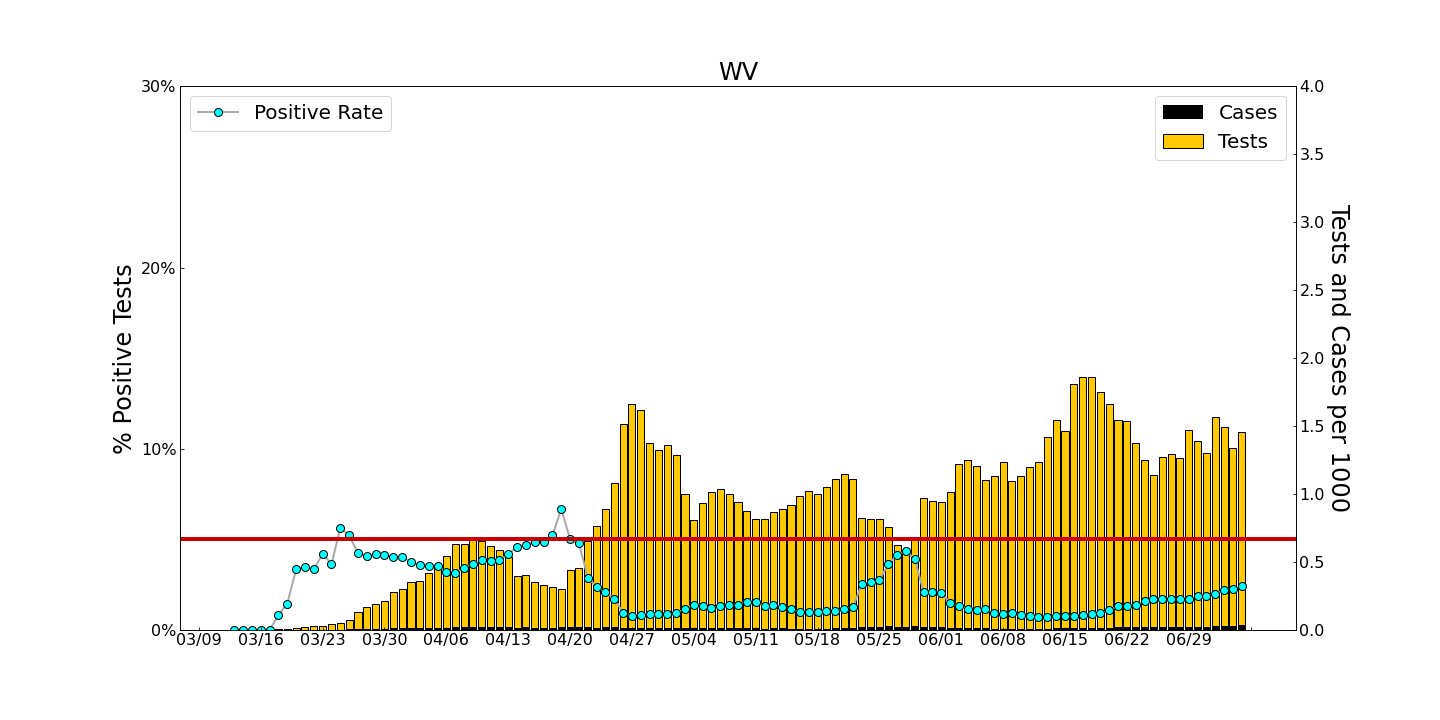 WV
Positive Rate
Cases
Tests
% Positive Tests
30%
20%
10%
0%
4.0
3.5
3.0
2.5
2.0
1.5
1.0
0.5
0.0
Tests and Cases per 1000
03/09 03/16 03/23 03/30 04/06 04/13 04/20 04/27 05/04 05/11 05/18 05/25 06/01 06/08 06/15 06/22 06/29